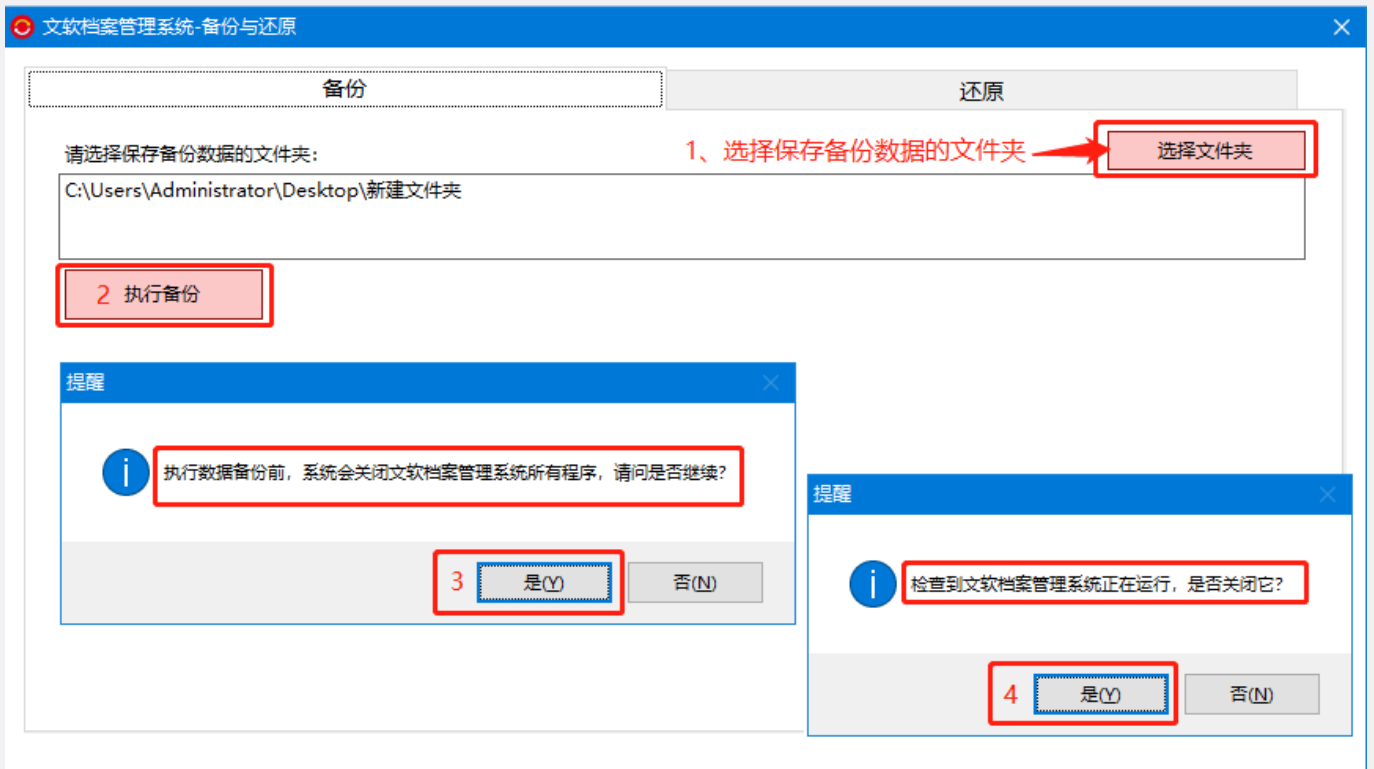 文软档案管理系统-备份与还原
备份
还原
请选择保存备份数据的文件夹：
1、选择保存备份数据的文件夹
选择文件夹
C:\Users\Administrator\Desktop\新建文件夹
2 执行备份
提醒
执行数据备份前，系统会关闭文软档案管理系统所有程序，请问是否继续？
3 是(Y) 否(N)
提醒
检查到文软档案管理系统正在运行，是否关闭它？
4 是(Y) 否(N)